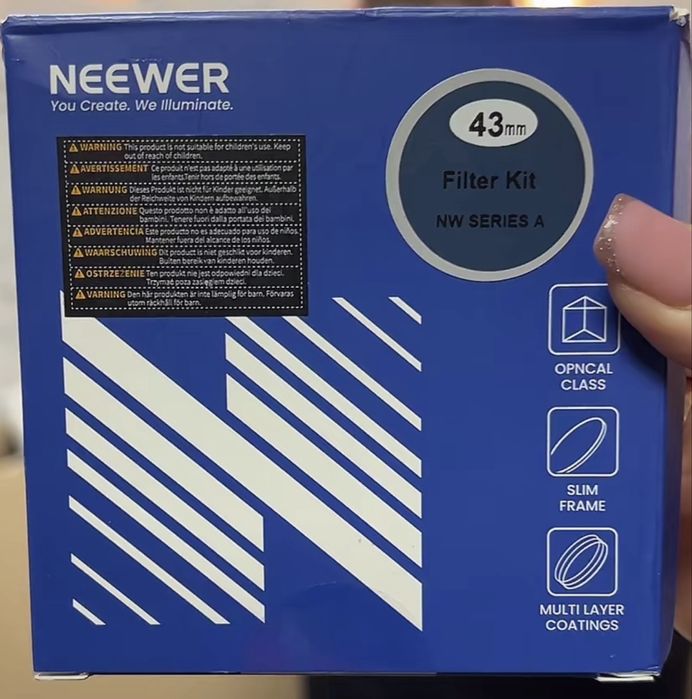 NEEWER
You Create. We Illuminate.
WARNING This product is not suitable for children's use. Keep
out of reach of children.
AVERTISSEMENT Ce produit n'est pas adapté à une utilisation par
les enfants.Tenir hors de portée des enfants.
WARNUNG Dieses Produkt ist nicht für Kinder geeignet. Außerhalb
der Reichweite von Kindern aufbewahren.
ATTENZIONE Questo prodotto non è adatto all'uso dei
bambini. Tenere fuori dalla portata dei bambini.
ADVERTENCIA Este producto no es adecuado para uso de niños.
Mantener fuera del alcance de los niños.
WAARSCHUWING Dit product is niet geschikt voor kinderen.
Buiten bereik van kinderen houden.
OSTRZEŻENIE Ten produkt nie jest odpowiedni dla dzieci.
Trzymać poza zasięgiem dzieci.
VARNING Den här produkten är inte lämplig för barn. Förvaras
utom räckhåll för barn.
43mm
Filter Kit
NW SERIES A
OPNCAL
CLASS
SLIM
FRAME
MULTI LAYER
COATINGS